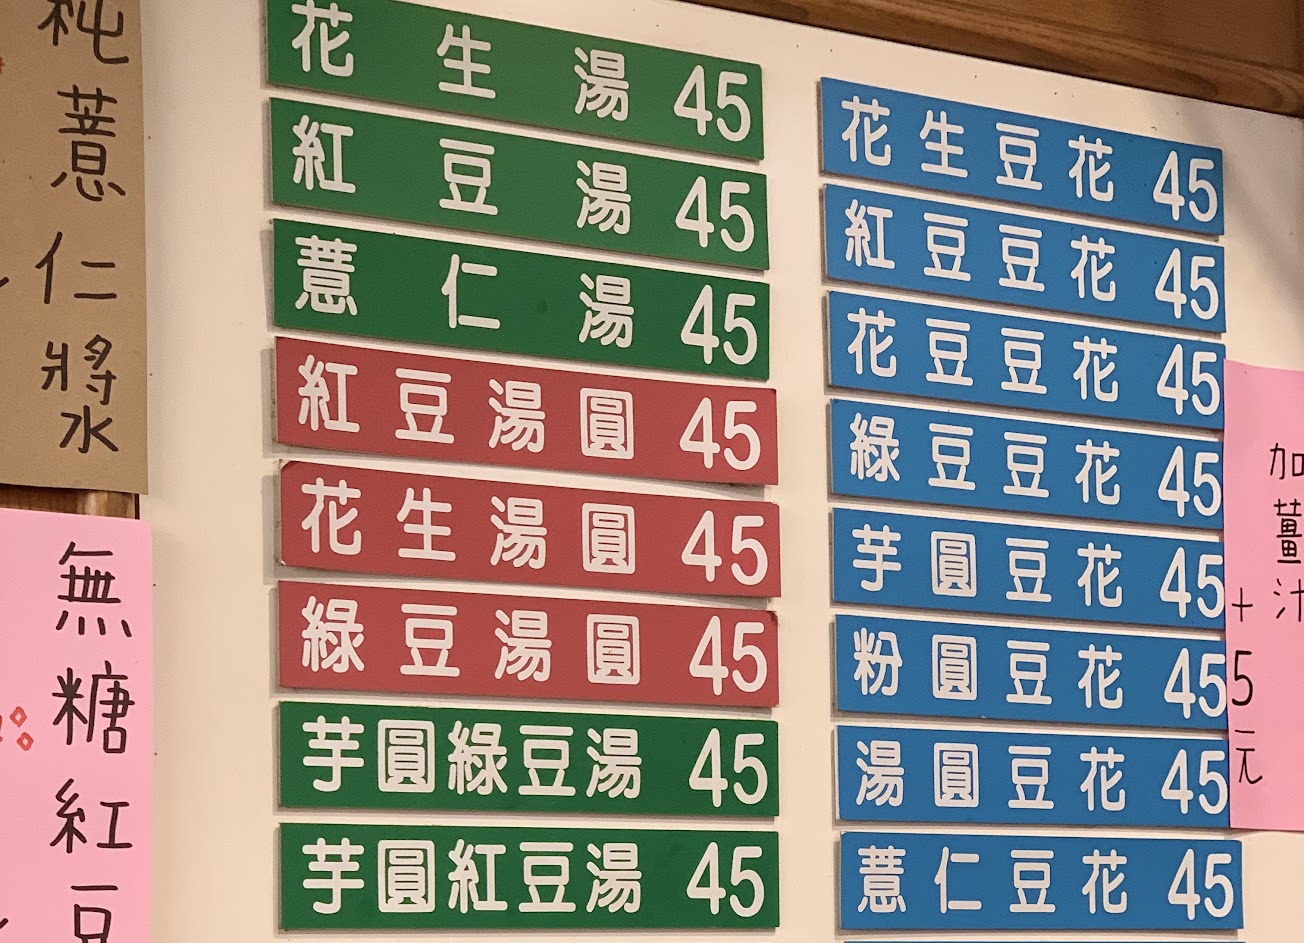 純薏仁將水
無糖紅豆
花生湯 45
紅豆湯 45
薏仁湯 45
紅豆湯圓 45
花生湯圓 45
綠豆湯圓 45
芋圓綠豆湯 45
芋圓紅豆湯 45
花生豆花 45
紅豆豆花 45
花豆豆花 45
綠豆豆花 45
芋圓豆花 45
粉圓豆花 45
湯圓豆花 45
薏仁豆花 45
加薑汁
+5元